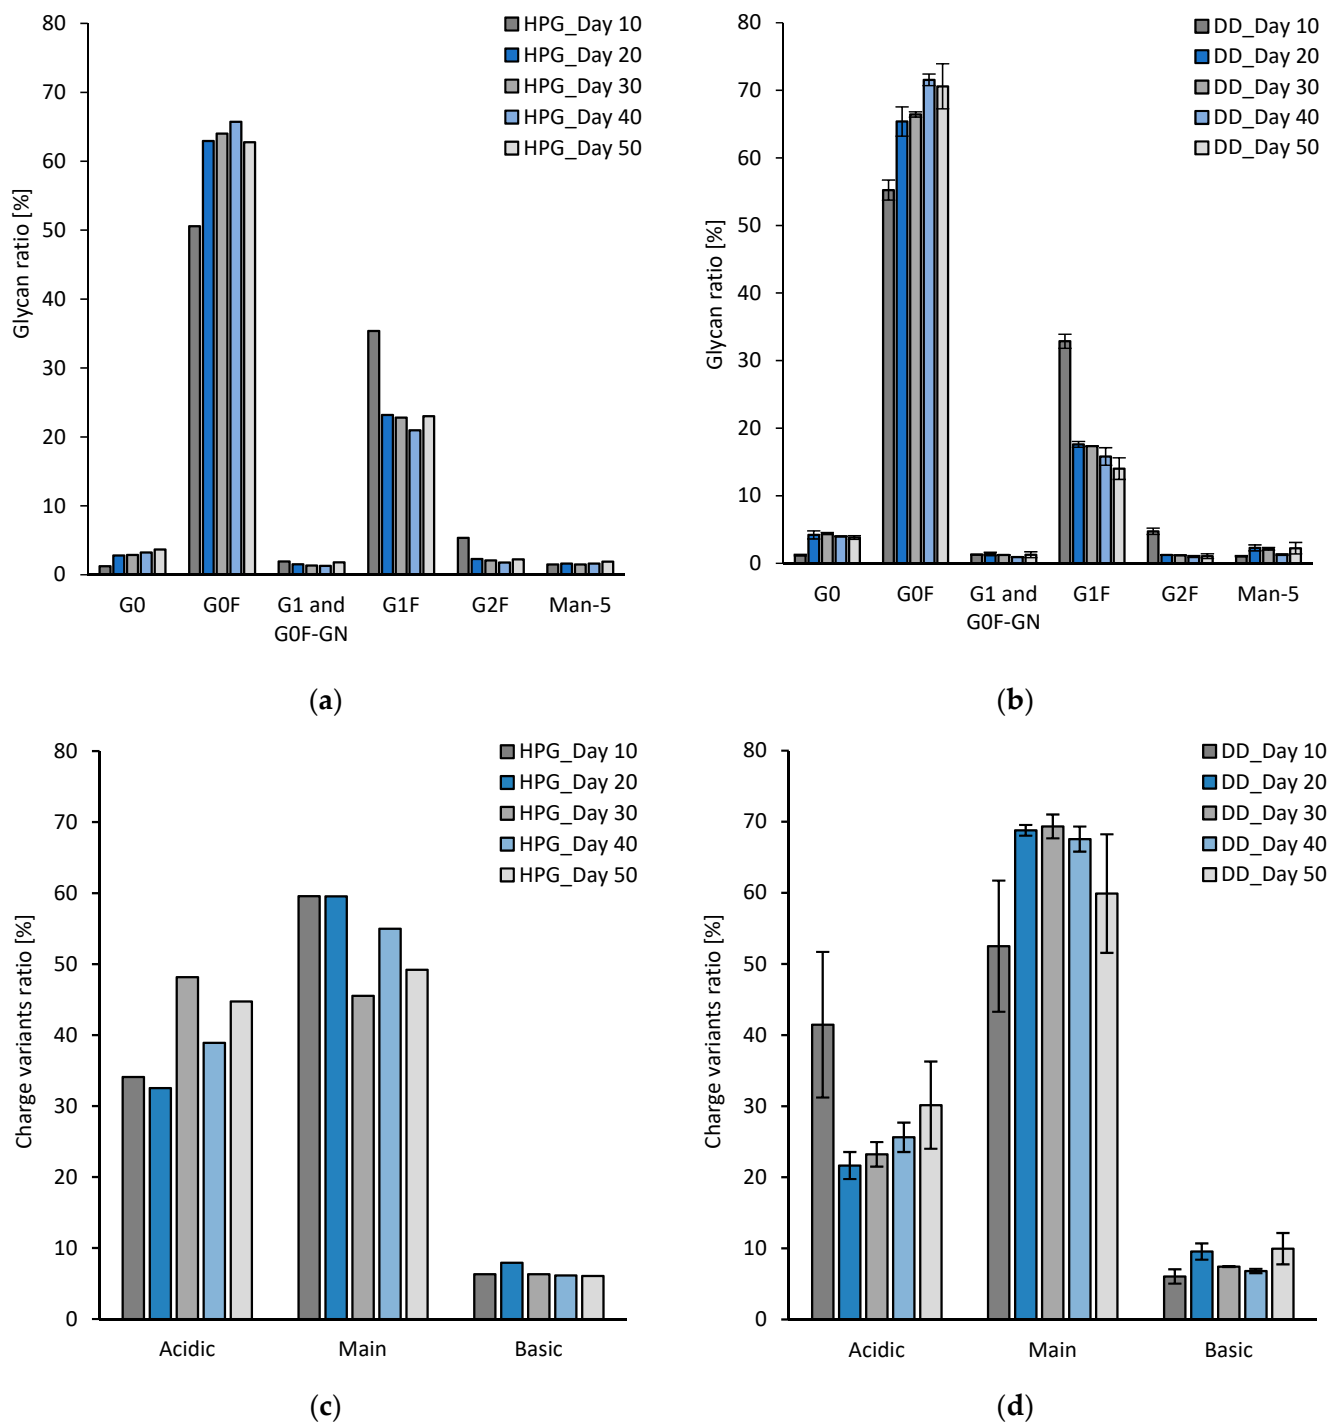 HPG_Day 10
HPG_Day 20
HPG_Day 30
HPG_Day 40
HPG_Day 50
Glycan ratio [%]
80
70
60
50
40
30
20
10
0
G0
G0F
G1 and
G0F-GN
G1F
G2F
Man-5
(a)
DD_Day 10
DD_Day 20
DD_Day 30
DD_Day 40
DD_Day 50
Glycan ratio [%]
80
70
60
50
40
30
20
10
0
G0
G0F
G1 and
G0F-GN
G1F
G2F
Man-5
(b)
HPG_Day 10
HPG_Day 20
HPG_Day 30
HPG_Day 40
HPG_Day 50
Charge variants ratio [%]
80
70
60
50
40
30
20
10
0
Acidic
Main
Basic
(c)
DD_Day 10
DD_Day 20
DD_Day 30
DD_Day 40
DD_Day 50
Charge variants ratio [%]
80
70
60
50
40
30
20
10
0
Acidic
Main
Basic
(d)